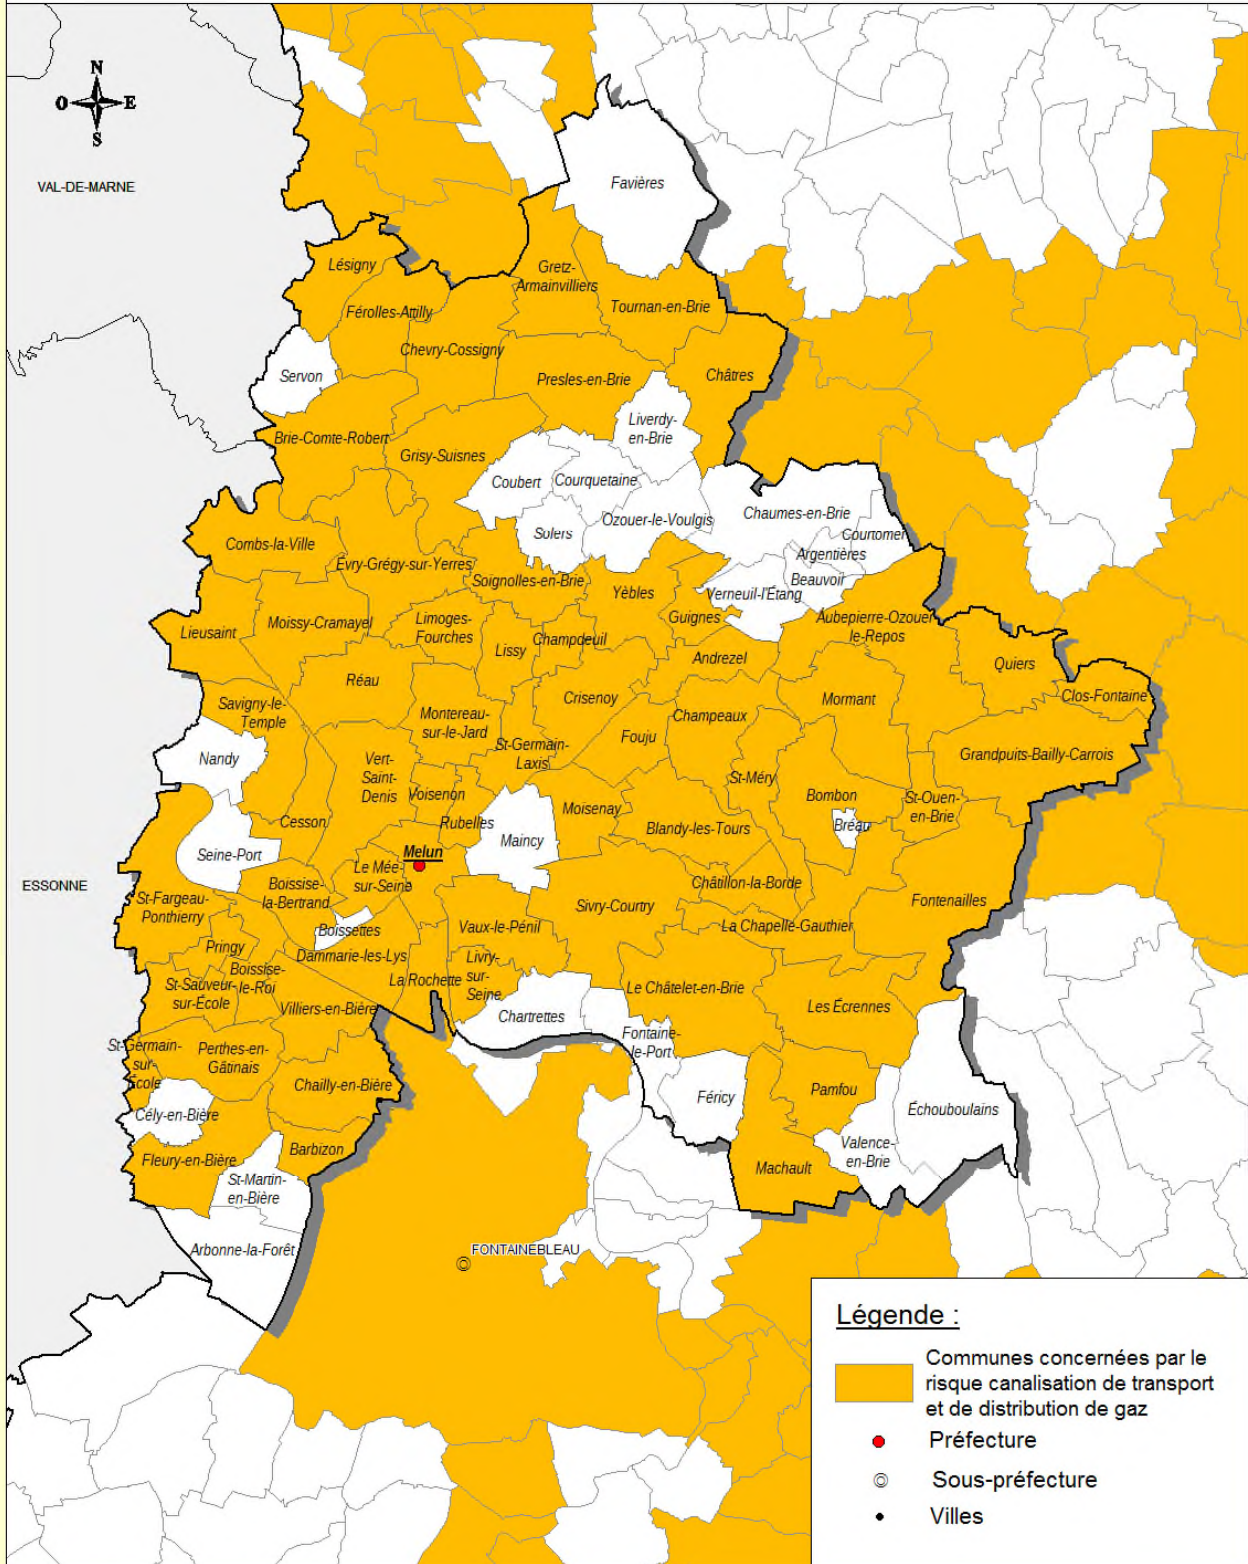 N
O
E
S
VAL-DE-MARNE
Favières
Lésigny
Gretz-
Armainvilliers
Férolles-Attilly
Tournan-en-Brie
Chevry-Cossigny
Servon
Presles-en-Brie
Châtres
Liverdy-
en-Brie
Brie-Comte-Robert
Grisy-Suisnes
Coubert
Courquetaine
Ozouer-le-Voulgis
Chaumes-en-Brie
Solers
Courtomer
Combs-la-Ville
Argentières
Évry-Grégy-sur-Yerres
Soignolles-en-Brie
Beauvoir
Yèbles
Verneuil-l'Étang
Guignes
Aubepierre-Ozouer
le-Repos
Lieusaint
Moissy-Cramayel
Limoges-
Fourches
Champdeuil
Lissy
Andrezel
Quiers
Réau
Crisenoy
Mormant
Clos-Fontaine
Savigny-le-
Temple
Montereau-
sur-le-Jard
Champeaux
Fouju
St-Germain-
Laxis
Grandpuits-Bailly-Carrois
Nandy
Vert-
Saint-
Denis
St-Méry
Voisenon
Bombon
St-Ouen-
en-Brie
Moisenay
Cesson
Rubelles
Blandy-les-Tours
Bréau
Maincy
Seine-Port
Melun
Le Mée-
sur-Seine
ESSONNE
Boissise-
la-Bertrand
Châtillon-la-Borde
St-Fargeau-
Ponthierry
Sivry-Courtry
Fontenailles
Boissettes
Vaux-le-Pénil
La Chapelle-Gauthier
Pringy
Dammarie-les-Lys
Livry-
sur-
Seine
Boissise-
le-Roi
La Rochette
St-Sauveur-
sur-École
Le Châtelet-en-Brie
Villiers-en-Bière
Les Écrennes
Chartrettes
Fontaine-
le-Port
St-Germain-
sur-
École
Perthes-en-
Gâtinais
Chailly-en-Bière
Féricy
Pamfou
Échouboulains
Cély-en-Bière
Valence-
en-Brie
Barbizon
Fleury-en-Bière
Machault
St-Martin-
en-Bière
Arbonne-la-Forêt
FONTAINEBLEAU
Légende :
Communes concernées par le
risque canalisation de transport
et de distribution de gaz
Préfecture
Sous-préfecture
Villes